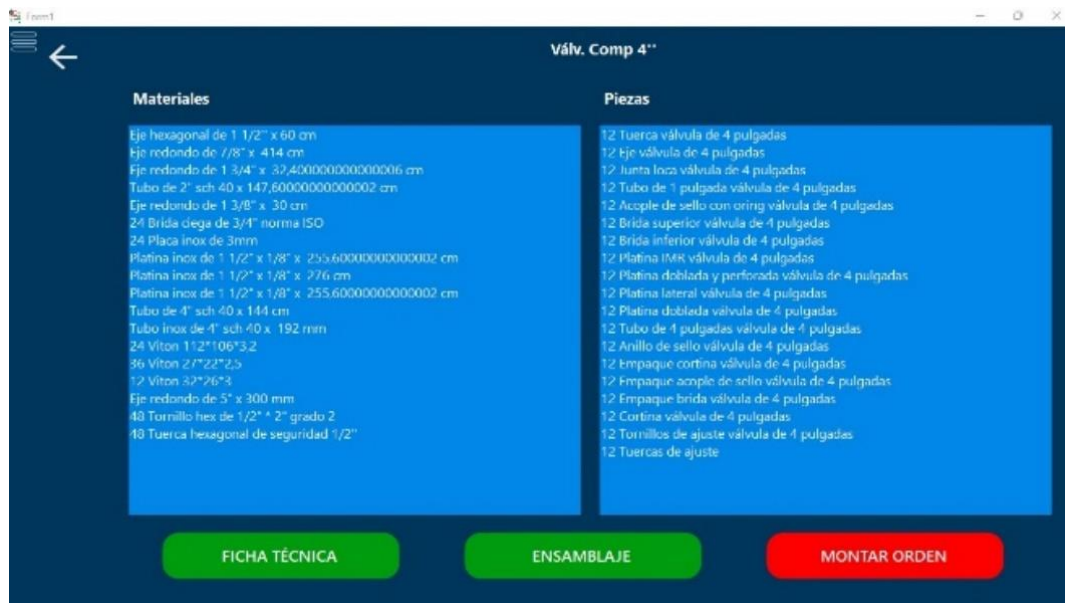 Form1
Válv. Comp 4''
Materiales
Eje hexagonal de 1 1/2" x 60 cm
Eje redondo de 7/8" x 414 cm
Eje redondo de 1 3/4" x 32,400000000000006 cm
Tubo de 2" sch 40 x 147,60000000000002 cm
Eje redondo de 1 3/8" x 30 cm
24 Brida ciega de 3/4" norma ISO
24 Placa inox de 3mm
Platina inox de 1 1/2" x 1/8" x 255,60000000000002 cm
Platina inox de 1 1/2" x 1/8" x 276 cm
Platina inox de 1 1/2" x 1/8" x 255,60000000000002 cm
Tubo de 4" sch 40 x 144 cm
Tubo inox de 4" sch 40 x 192 mm
24 Viton 112*106*3,2
36 Viton 27*22*2,5
12 Viton 32*26*3
Eje redondo de 5" x 300 mm
48 Tornillo hex de 1/2" * 2" grado 2
48 Tuerca hexagonal de seguridad 1/2"
Piezas
12 Tuerca válvula de 4 pulgadas
12 Eje válvula de 4 pulgadas
12 Junta loca válvula de 4 pulgadas
12 Tubo de 1 pulgada válvula de 4 pulgadas
12 Acople de sello con oring válvula de 4 pulgadas
12 Brida superior válvula de 4 pulgadas
12 Brida inferior válvula de 4 pulgadas
12 Platina IMR válvula de 4 pulgadas
12 Platina doblada y perforada válvula de 4 pulgadas
12 Platina lateral válvula de 4 pulgadas
12 Platina doblada válvula de 4 pulgadas
12 Tubo de 4 pulgadas válvula de 4 pulgadas
12 Anillo de sello válvula de 4 pulgadas
12 Empaque cortina válvula de 4 pulgadas
12 Empaque acople de sello válvula de 4 pulgadas
12 Empaque brida válvula de 4 pulgadas
12 Cortina válvula de 4 pulgadas
12 Tornillos de ajuste válvula de 4 pulgadas
12 Tuercas de ajuste
FICHA TÉCNICA
ENSAMBLAJE
MONTAR ORDEN